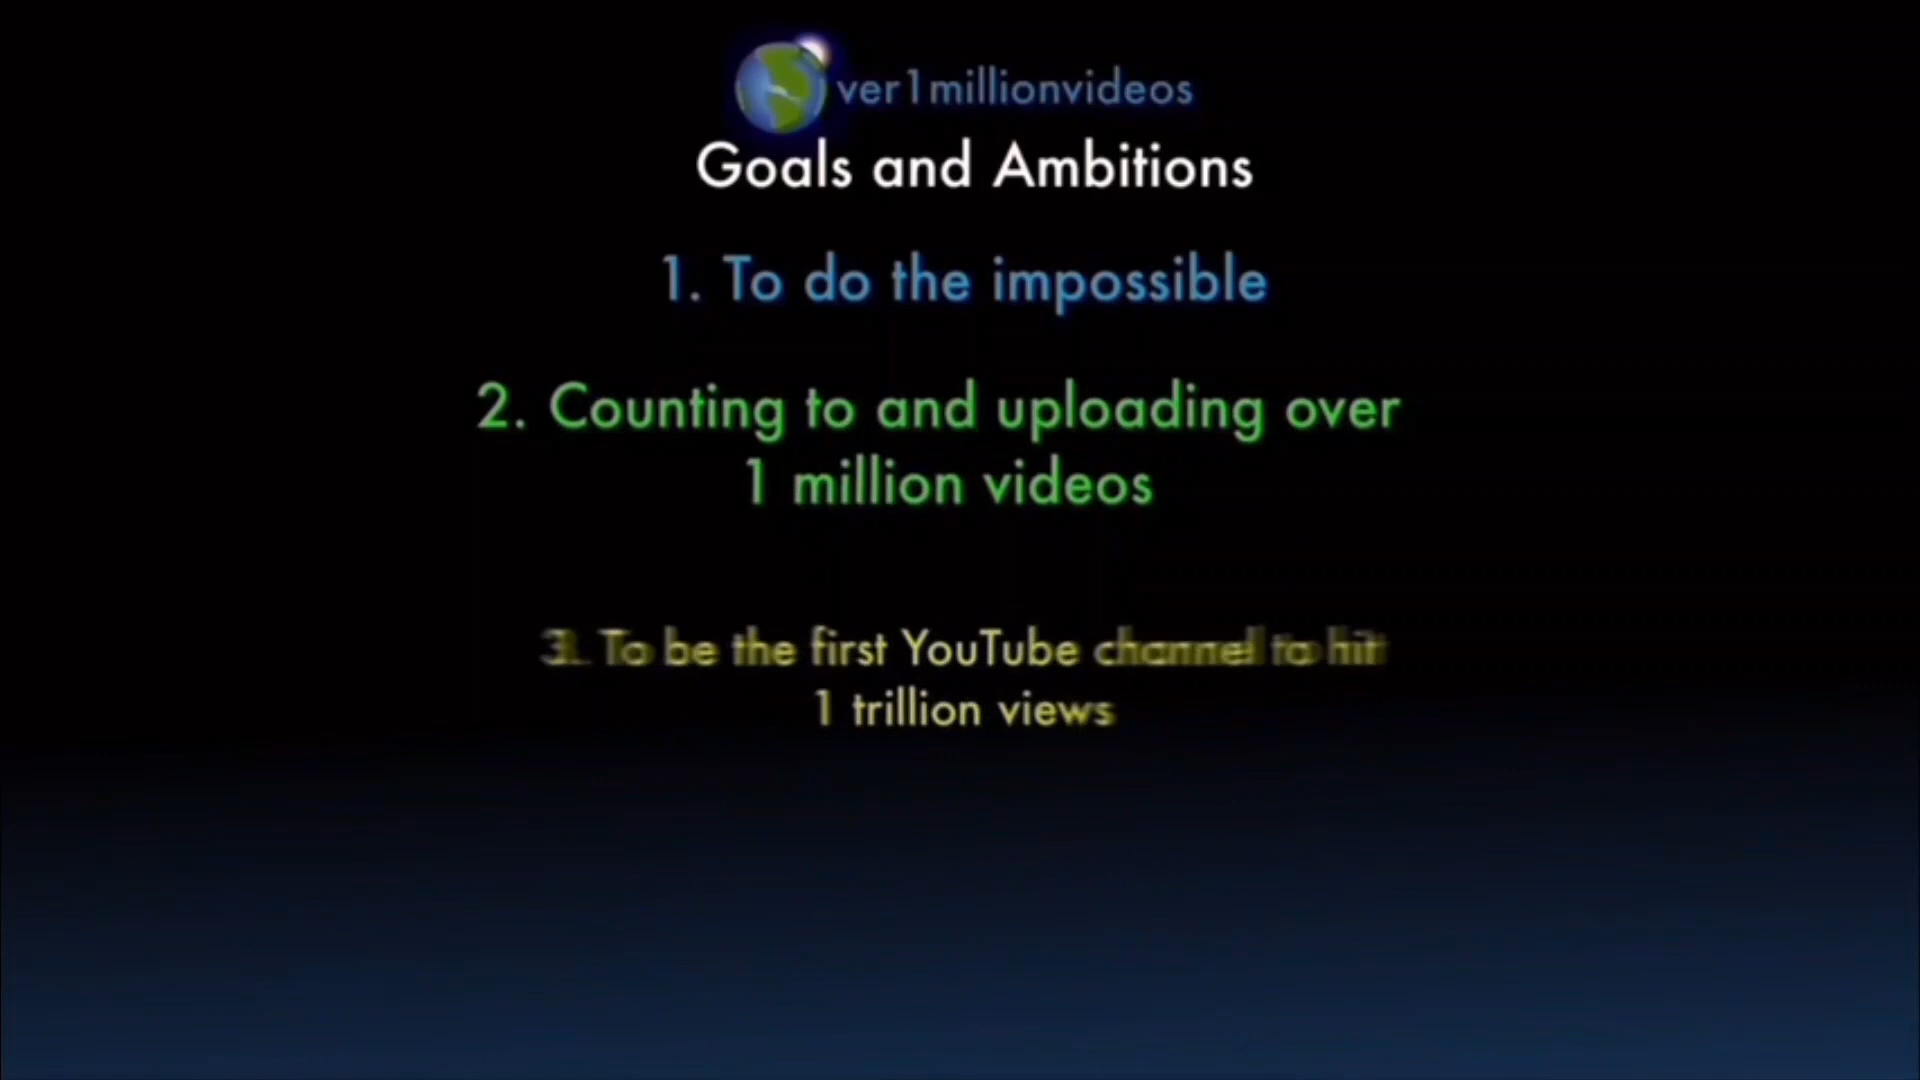 ver1millionvideos
Goals and Ambitions
1. To do the impossible
2. Counting to and uploading over
1 million videos
3. To be the first YouTube channel to hit
1 trillion views